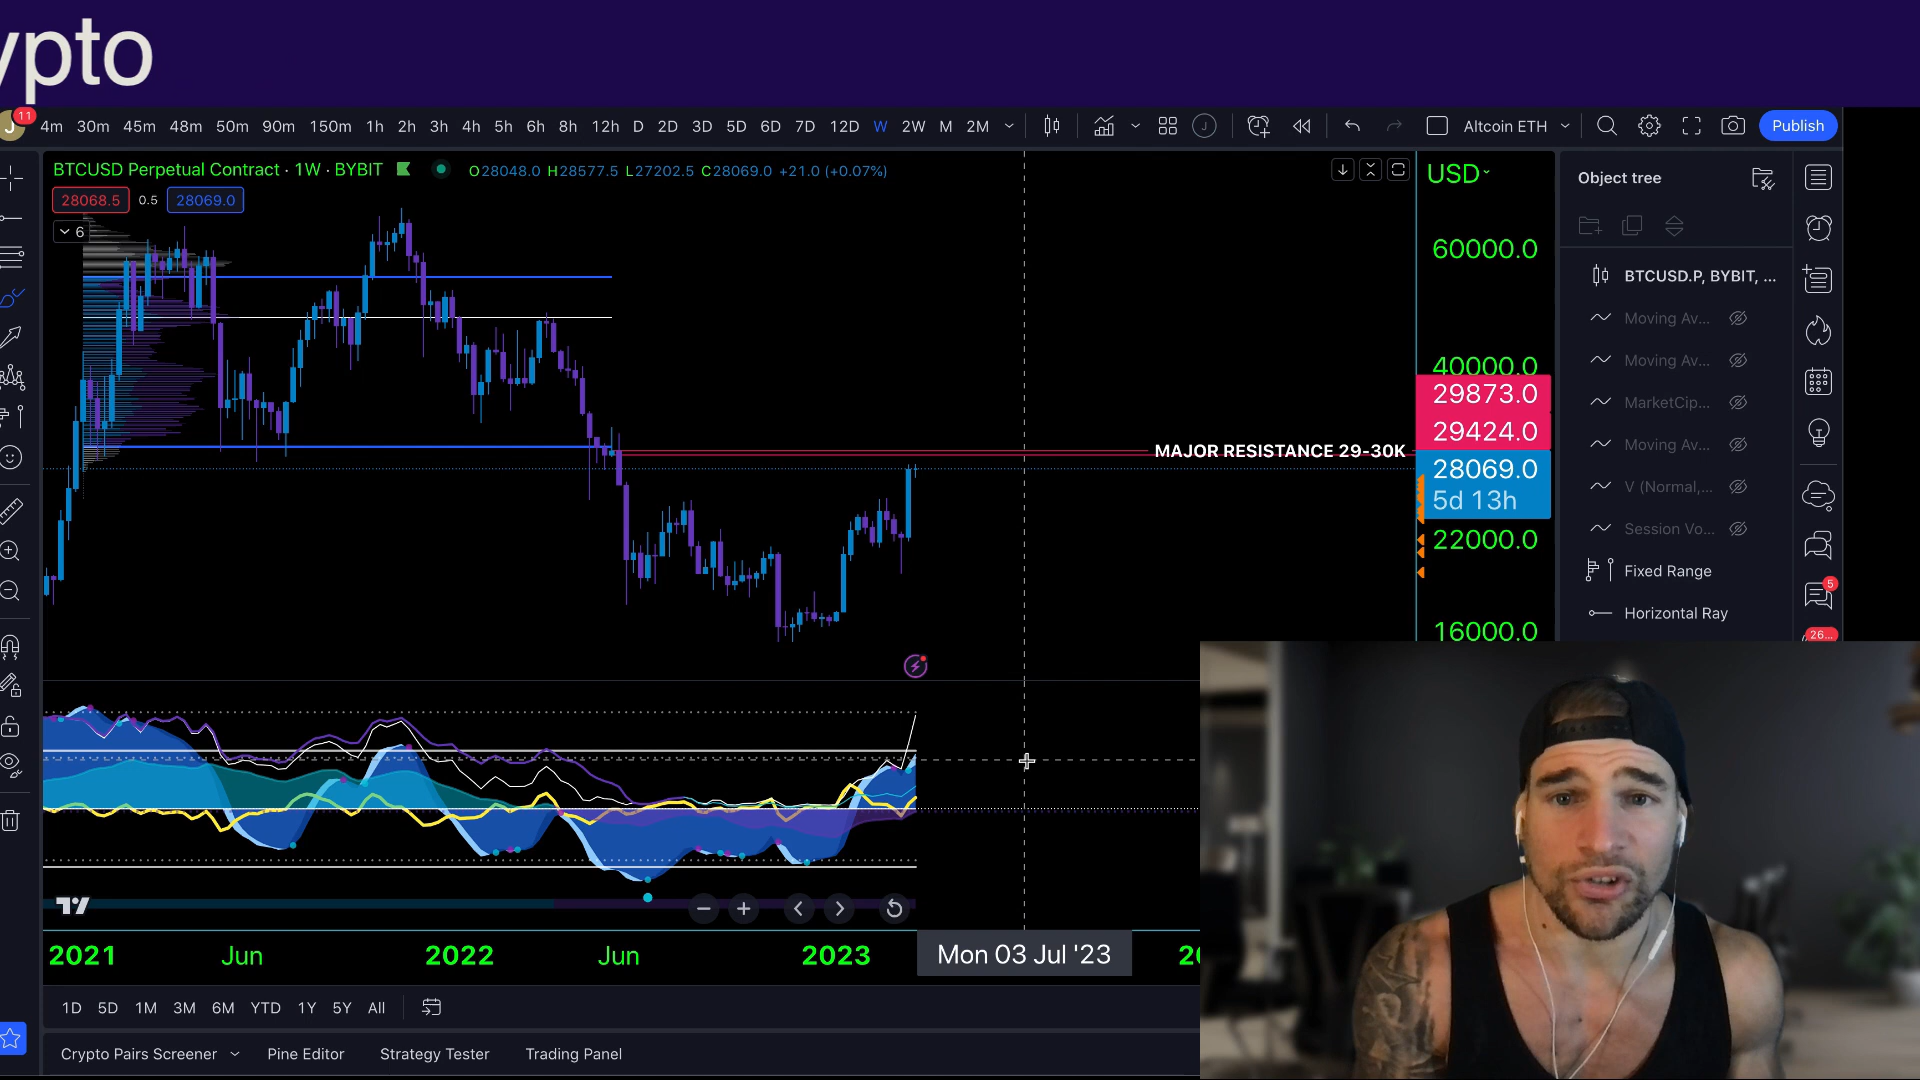 ypto
J 11 4m 30m 45m 48m 50m 90m 150m 1h 2h 3h 4h 5h 6h 8h 12h D 2D 3D 5D 6D 7D 12D W 2W M 2M J Altcoin ETH Publish
BTCUSD Perpetual Contract · 1W · BYBIT O28048.0 H28577.5 L27202.5 C28069.0 +21.0 (+0.07%)
28068.5 0.5 28069.0
6
USD
60000.0
40000.0
29873.0
29424.0
28069.0
5d 13h
22000.0
16000.0
MAJOR RESISTANCE 29-30K
Object tree
BTCUSD.P, BYBIT, ...
Moving Av...
Moving Av...
MarketCip...
Moving Av...
V (Normal,...
Session Vo...
Fixed Range
Horizontal Ray
5
26...
2021 Jun 2022 Jun 2023 Mon 03 Jul '23
1D 5D 1M 3M 6M YTD 1Y 5Y All
Crypto Pairs Screener Pine Editor Strategy Tester Trading Panel